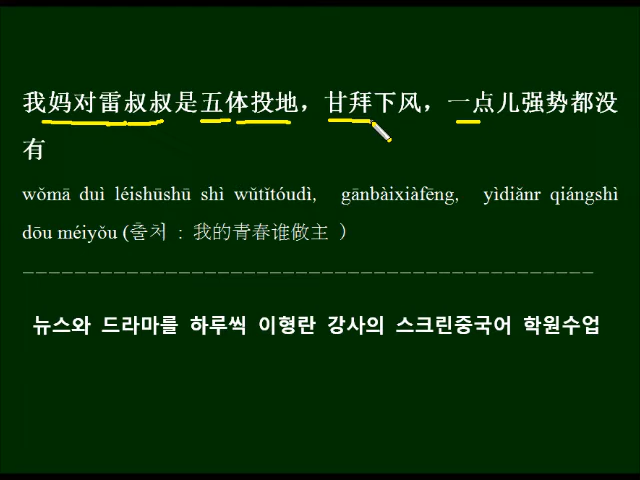 我妈对雷叔叔是五体投地，甘拜下风，一点儿强势都没
有
wǒmā duì léishūshū shì wǔtǐtóudì, gānbàixiàfēng, yìdiǎnr qiángshì
dōu méiyǒu (출처 : 我的青春谁做主 )
뉴스와 드라마를 하루씩 이형란 강사의 스크린중국어 학원수업